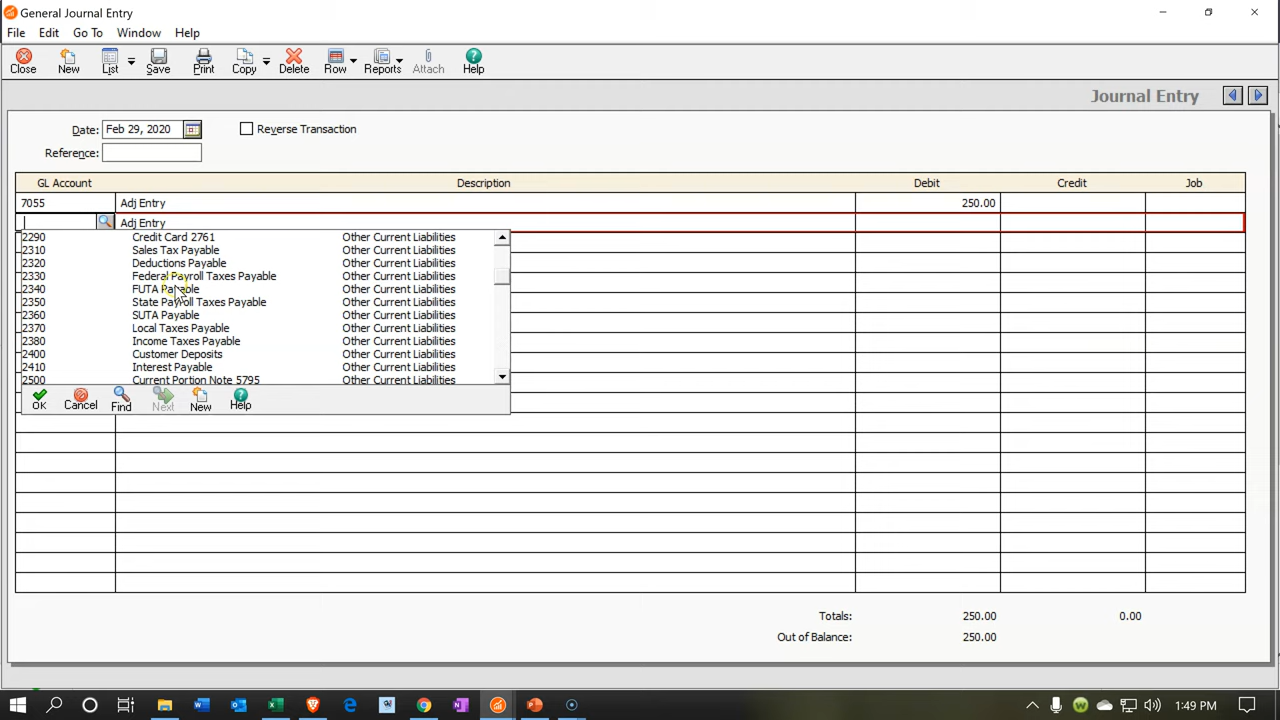 General Journal Entry
File Edit Go To Window Help
Close New List Save Print Copy Delete Row Reports Attach Help
Journal Entry
Date: Feb 29, 2020 Reverse Transaction
Reference:
GL Account Description Debit Credit Job
7055 Adj Entry 250.00
Adj Entry
2290 Credit Card 2761 Other Current Liabilities
2310 Sales Tax Payable Other Current Liabilities
2320 Deductions Payable Other Current Liabilities
2330 Federal Payroll Taxes Payable Other Current Liabilities
2340 FUTA Payable Other Current Liabilities
2350 State Payroll Taxes Payable Other Current Liabilities
2360 SUTA Payable Other Current Liabilities
2370 Local Taxes Payable Other Current Liabilities
2380 Income Taxes Payable Other Current Liabilities
2400 Customer Deposits Other Current Liabilities
2410 Interest Payable Other Current Liabilities
2500 Current Portion Note 5795 Other Current Liabilities
OK Cancel Find Next New Help
Totals: 250.00 0.00
Out of Balance: 250.00
1:49 PM